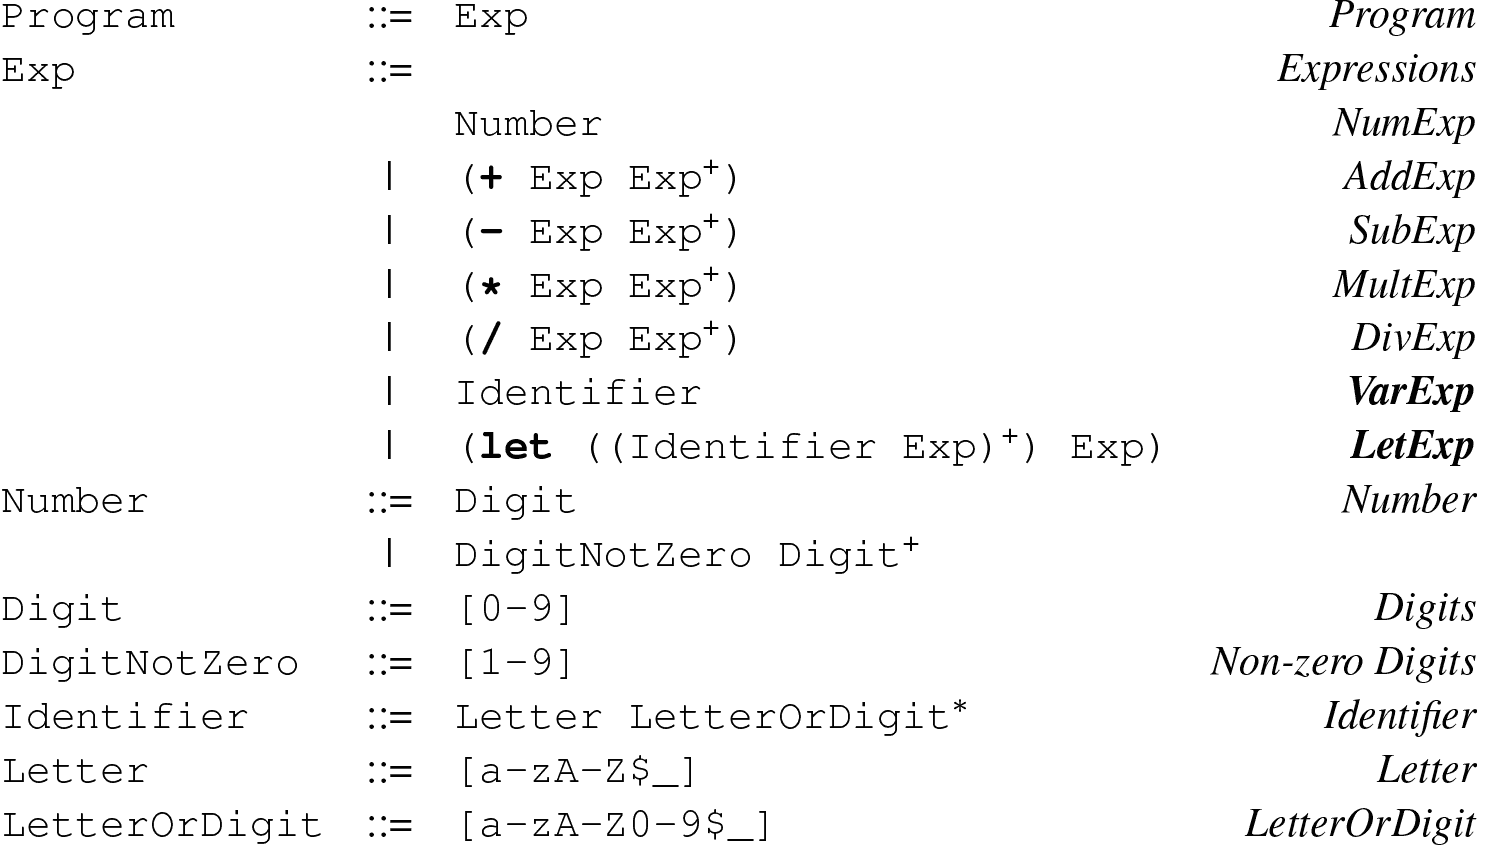 Program ::= Exp Program
Exp ::= Expressions
Number NumExp
| (+ Exp Exp⁺) AddExp
| (- Exp Exp⁺) SubExp
| (* Exp Exp⁺) MultExp
| (/ Exp Exp⁺) DivExp
| Identifier VarExp
| (let ((Identifier Exp)⁺) Exp) LetExp
Number ::= Digit Number
| DigitNotZero Digit⁺
Digit ::= [0-9] Digits
DigitNotZero ::= [1-9] Non-zero Digits
Identifier ::= Letter LetterOrDigit* Identifier
Letter ::= [a-zA-Z$_] Letter
LetterOrDigit ::= [a-zA-Z0-9$_] LetterOrDigit